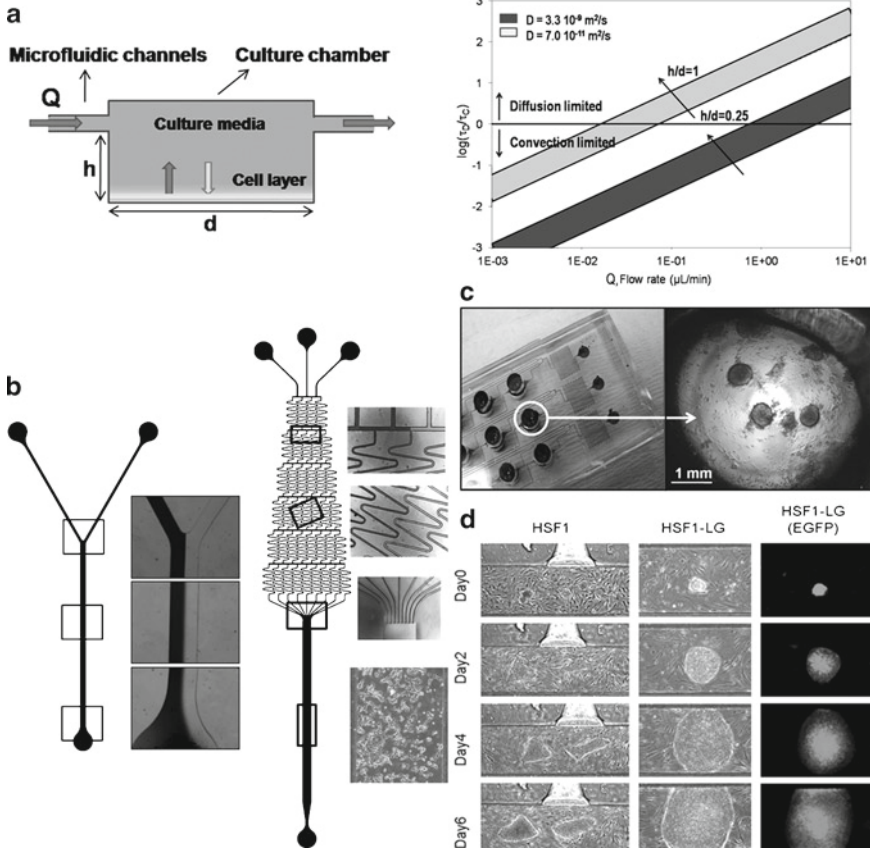 a
Microfluidic channels
Culture chamber
Q
Culture media
h
Cell layer
d
3
2
1
0
-1
-2
-3
log(τD/τC)
D = 3.3 10⁻⁹ m²/s
D = 7.0 10⁻¹¹ m²/s
h/d=1
Diffusion limited
h/d=0.25
Convection limited
1E-03
1E-02
1E-01
1E+00
1E+01
Q, Flow rate (µL/min)
b
c
1 mm
d
HSF1
HSF1-LG
HSF1-LG
(EGFP)
Day0
Day2
Day4
Day6